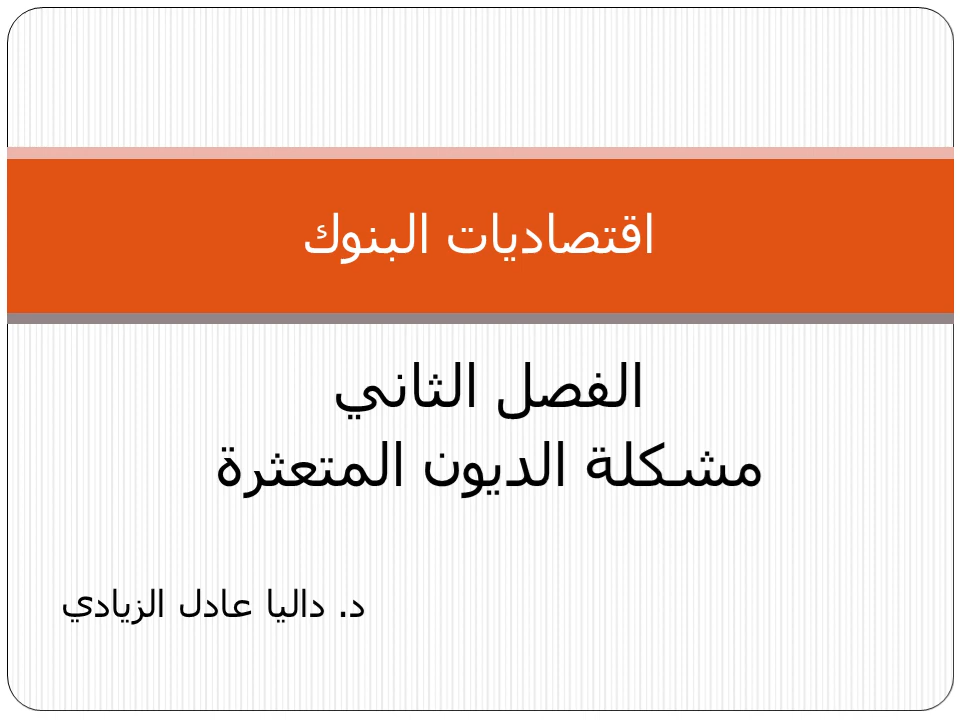 اقتصاديات البنوك
الفصل الثاني
مشكلة الديون المتعثرة
د. داليا عادل الزيادي